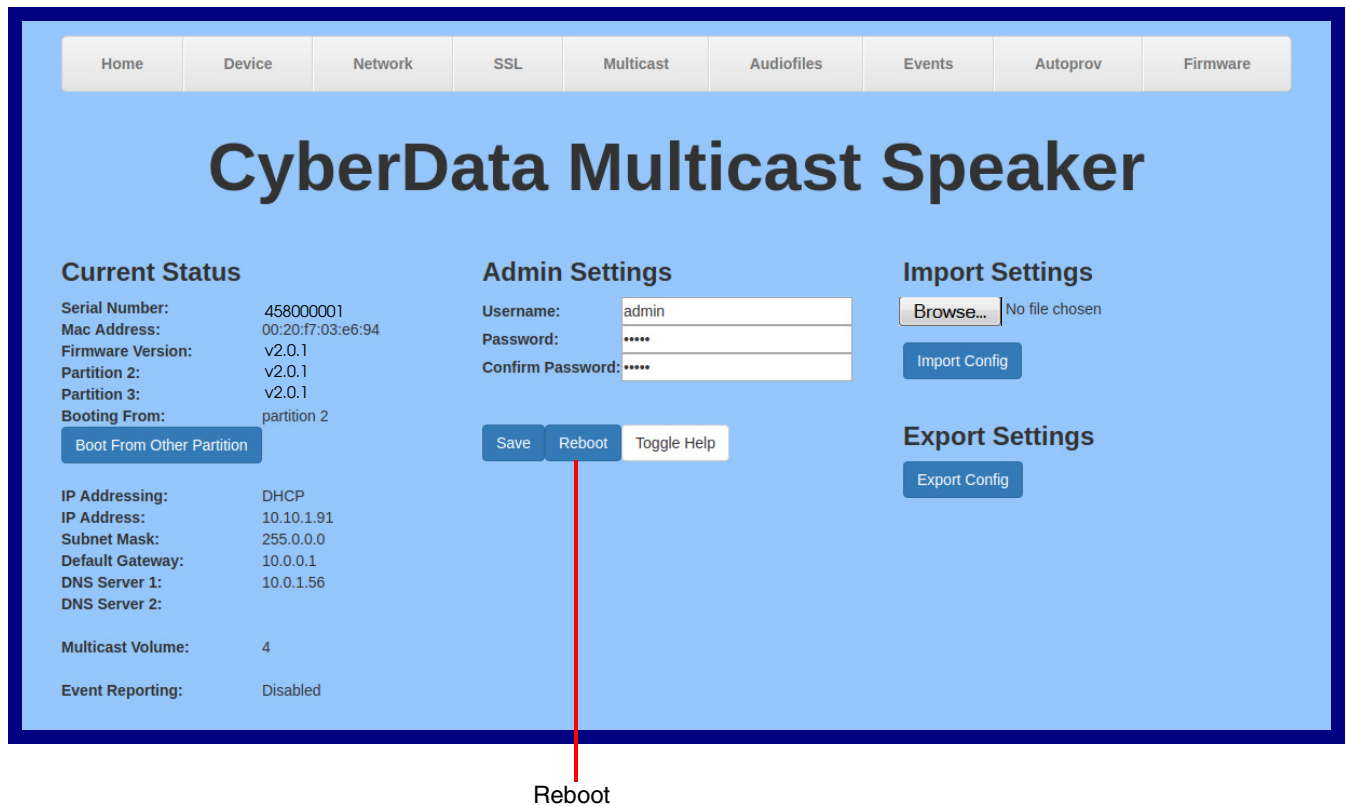 Home Device Network SSL Multicast Audiofiles Events Autoprov Firmware
CyberData Multicast Speaker
Current Status
Serial Number: 458000001
Mac Address: 00:20:f7:03:e6:94
Firmware Version: v2.0.1
Partition 2: v2.0.1
Partition 3: v2.0.1
Booting From: partition 2
Boot From Other Partition
IP Addressing: DHCP
IP Address: 10.10.1.91
Subnet Mask: 255.0.0.0
Default Gateway: 10.0.0.1
DNS Server 1: 10.0.1.56
DNS Server 2:
Multicast Volume: 4
Event Reporting: Disabled
Admin Settings
Username: admin
Password: •••••
Confirm Password: •••••
Save Reboot Toggle Help
Import Settings
Browse... No file chosen
Import Config
Export Settings
Export Config
Reboot